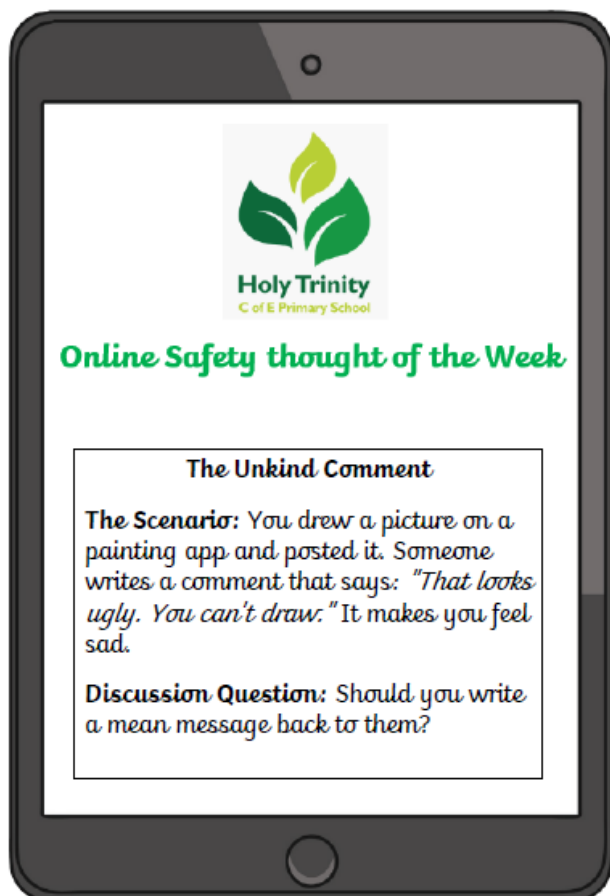 Holy Trinity
C of E Primary School
Online Safety thought of the Week
The Unkind Comment
The Scenario: You drew a picture on a
painting app and posted it. Someone
writes a comment that says: "That looks
ugly. You can't draw." It makes you feel
sad.
Discussion Question: Should you write
a mean message back to them?